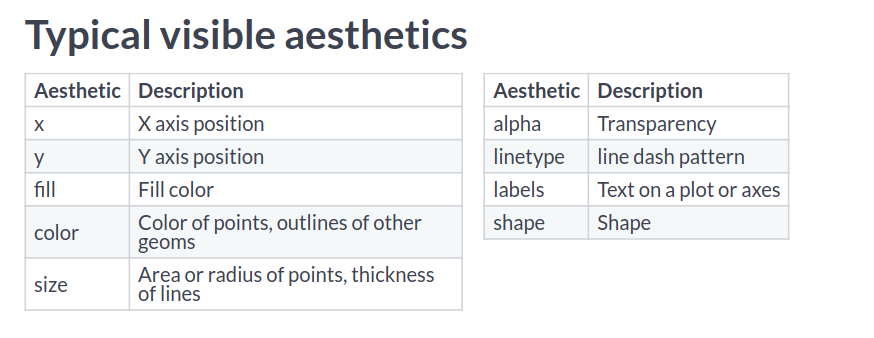 Typical visible aesthetics
Aesthetic Description
x X axis position
y Y axis position
fill Fill color
color Color of points, outlines of other
geoms
size Area or radius of points, thickness
of lines
Aesthetic Description
alpha Transparency
linetype line dash pattern
labels Text on a plot or axes
shape Shape